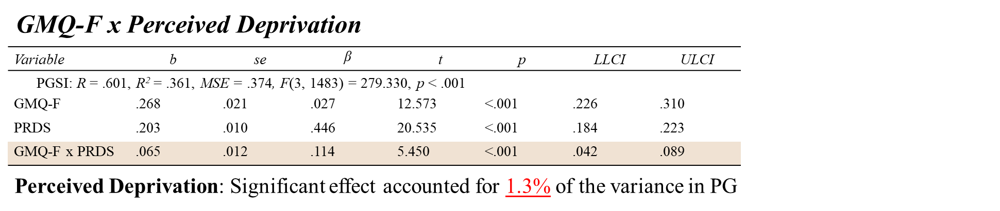 GMQ-F x Perceived Deprivation
Variable b se β t p LLCI ULCI
PGSI: R = .601, R² = .361, MSE = .374, F(3, 1483) = 279.330, p < .001
GMQ-F .268 .021 .027 12.573 <.001 .226 .310
PRDS .203 .010 .446 20.535 <.001 .184 .223
GMQ-F x PRDS .065 .012 .114 5.450 <.001 .042 .089
Perceived Deprivation: Significant effect accounted for 1.3% of the variance in PG